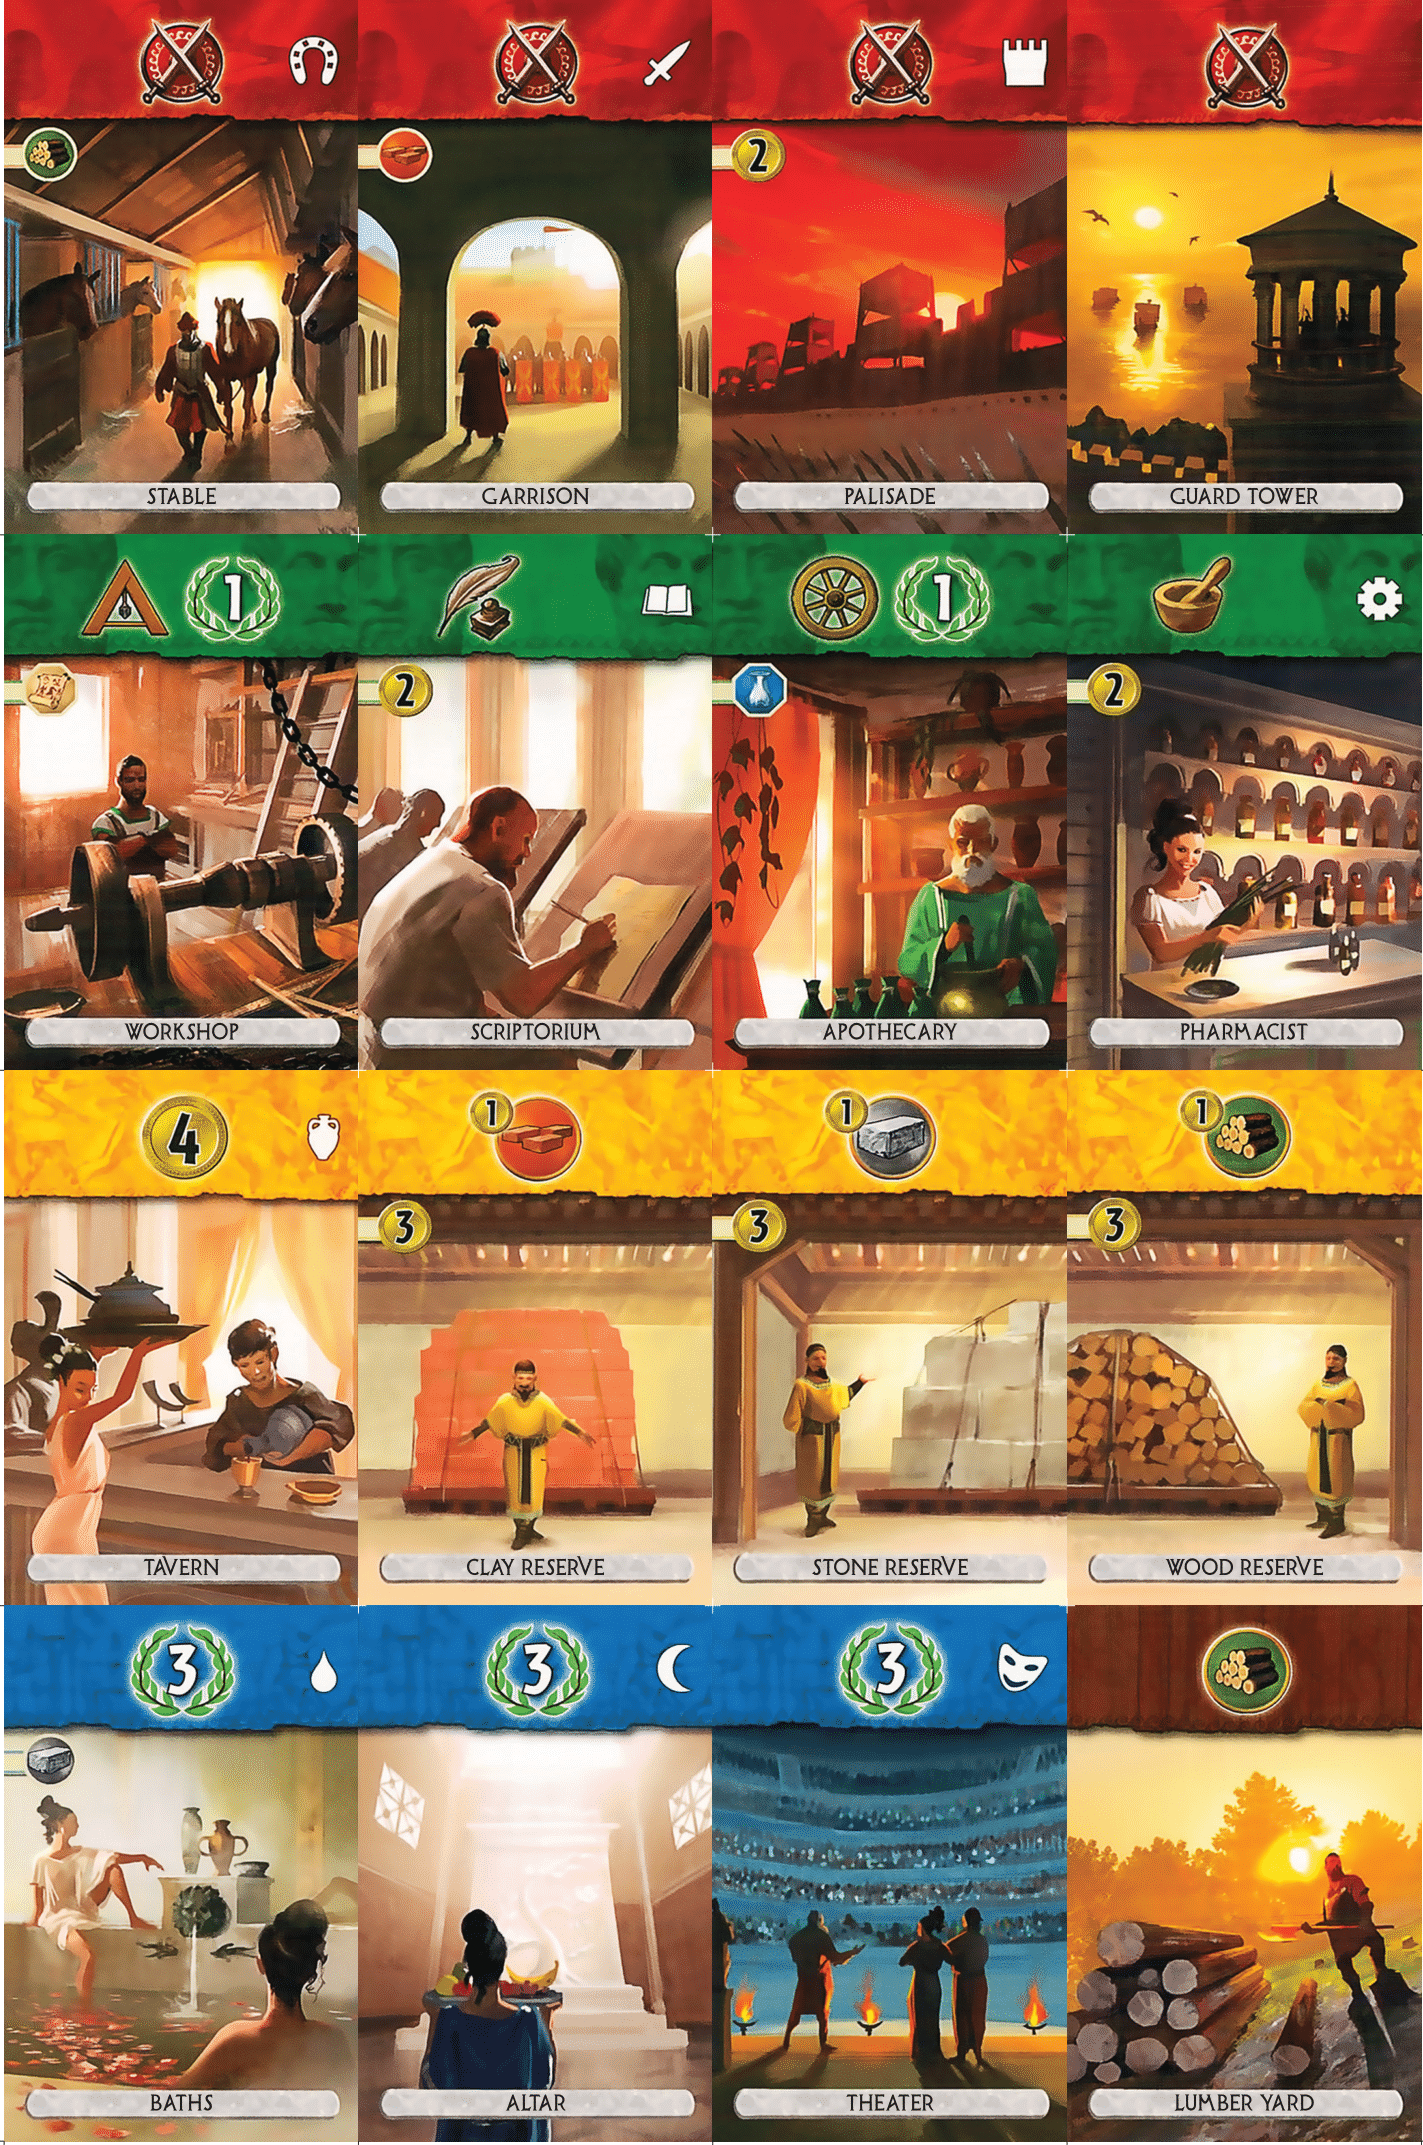 2
STABLE
GARRISON
PALISADE
GUARD TOWER
1
1
2
2
WORKSHOP
SCRIPTORIUM
APOTHECARY
PHARMACIST
4
1
1
1
3
3
3
TAVERN
CLAY RESERVE
STONE RESERVE
WOOD RESERVE
3
3
3
BATHS
ALTAR
THEATER
LUMBER YARD